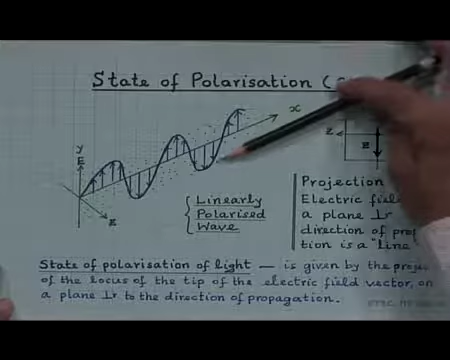 State of Polarisation (
x
y
E
z
z
E
Linearly
Polarised
Wave
Projection
Electric field
a plane ⊥r
direction of prop
tion is a "Line
State of polarisation of light — is given by the proje
of the locus of the tip of the electric field vector, on
a plane ⊥r to the direction of propagation.